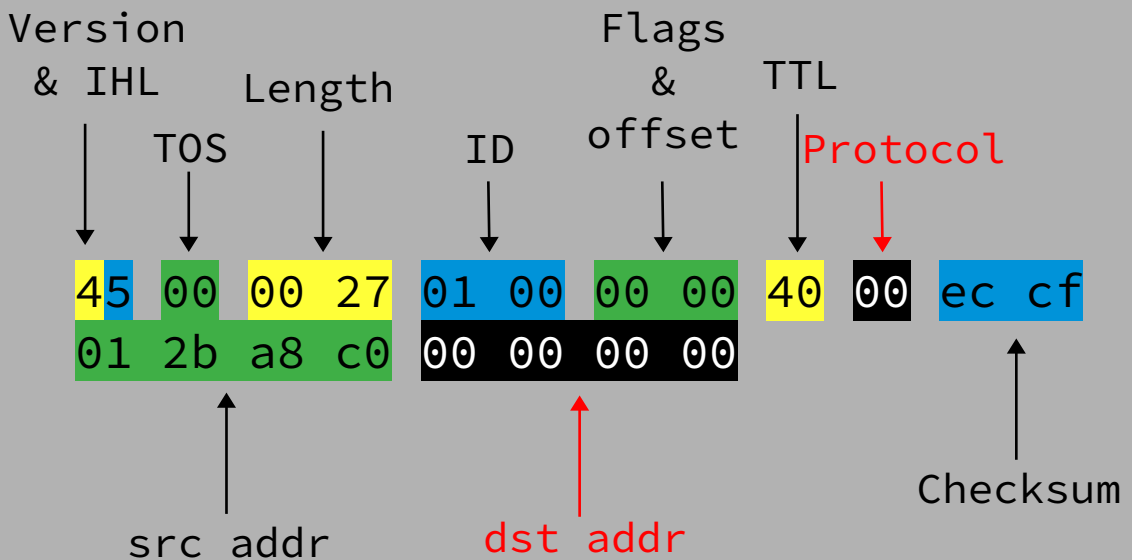 Version
& IHL
TOS
Length
ID
Flags
&
offset
TTL
Protocol
45 00 00 27 01 00 00 00 40 00 ec cf
01 2b a8 c0 00 00 00 00
src addr
dst addr
Checksum